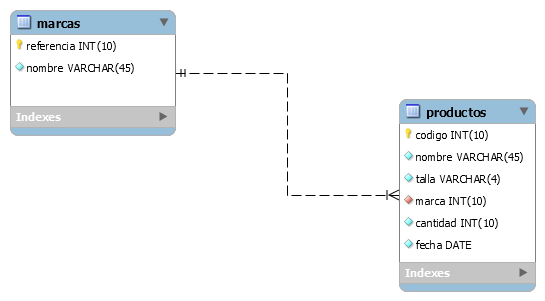 marcas
referencia INT(10)
nombre VARCHAR(45)
Indexes
productos
codigo INT(10)
nombre VARCHAR(45)
talla VARCHAR(4)
marca INT(10)
cantidad INT(10)
fecha DATE
Indexes